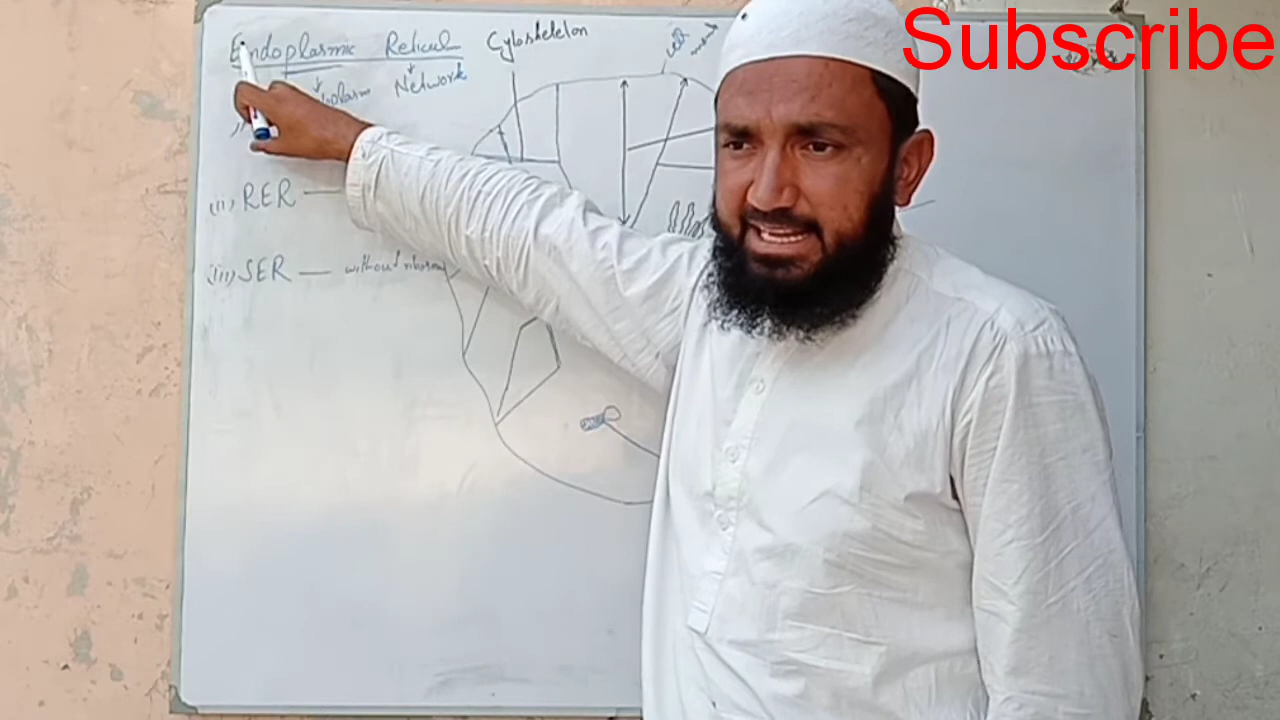 Subscribe
Endoplasmic Reticul
Cytoskeleton
Network
(ii) RER —
(iii) SER — without